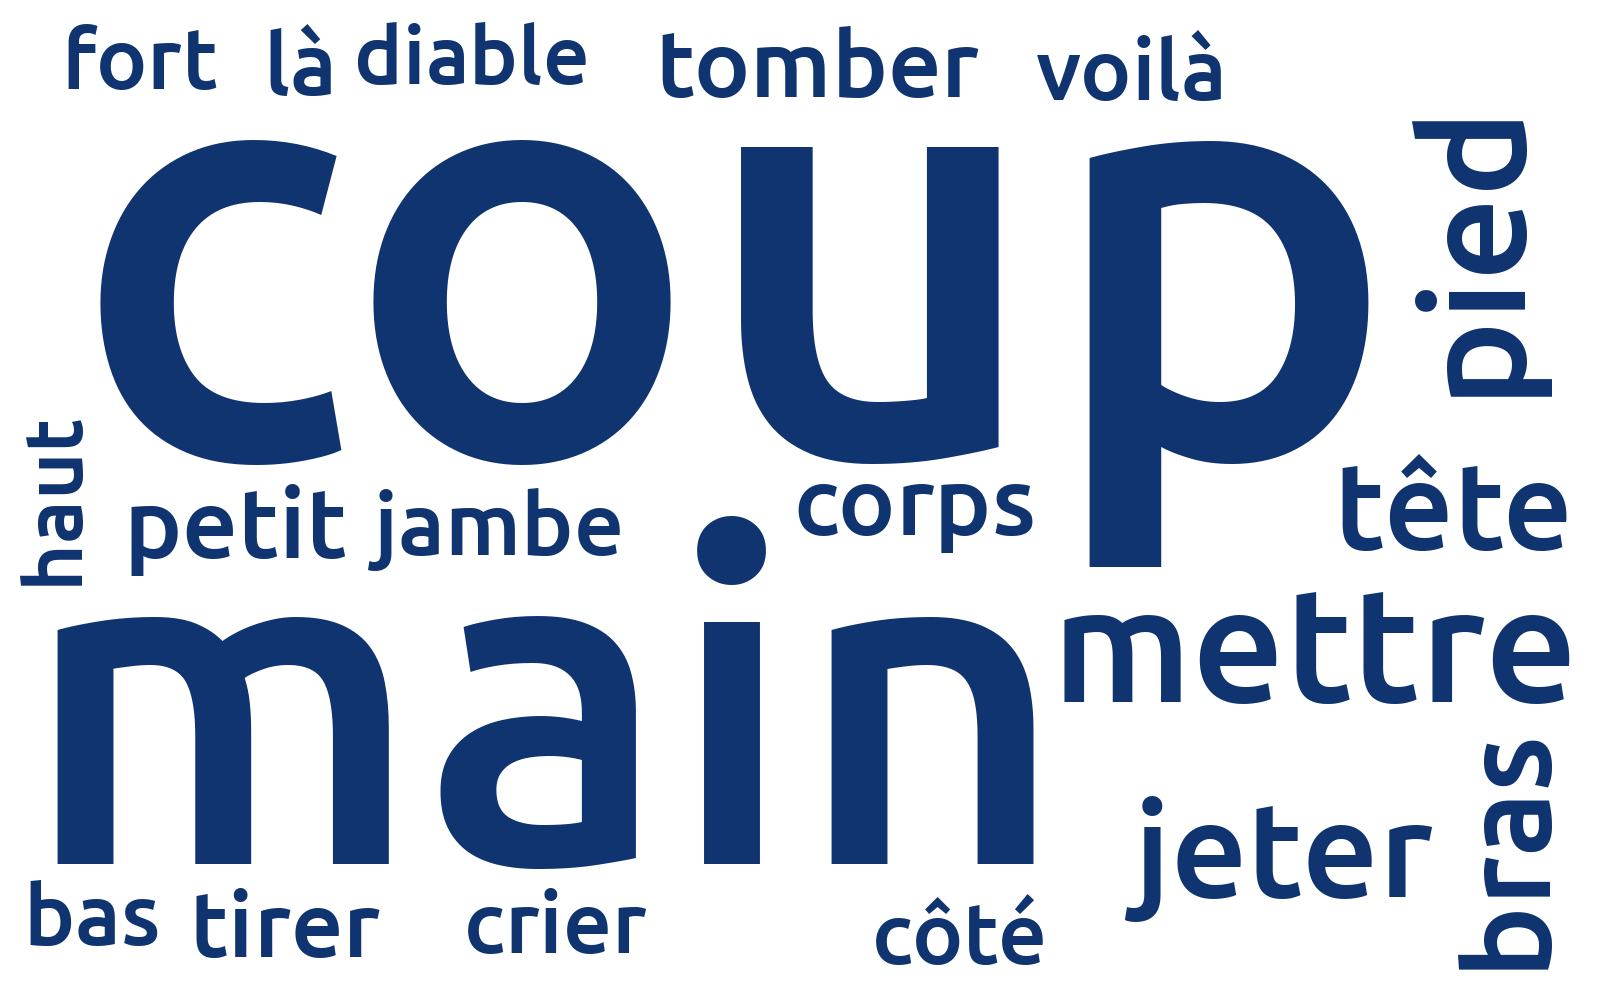 fort là diable tomber voilà
coup
pied
haut
petit jambe corps tête
main
mettre
jeter
bras
bas tirer crier côté